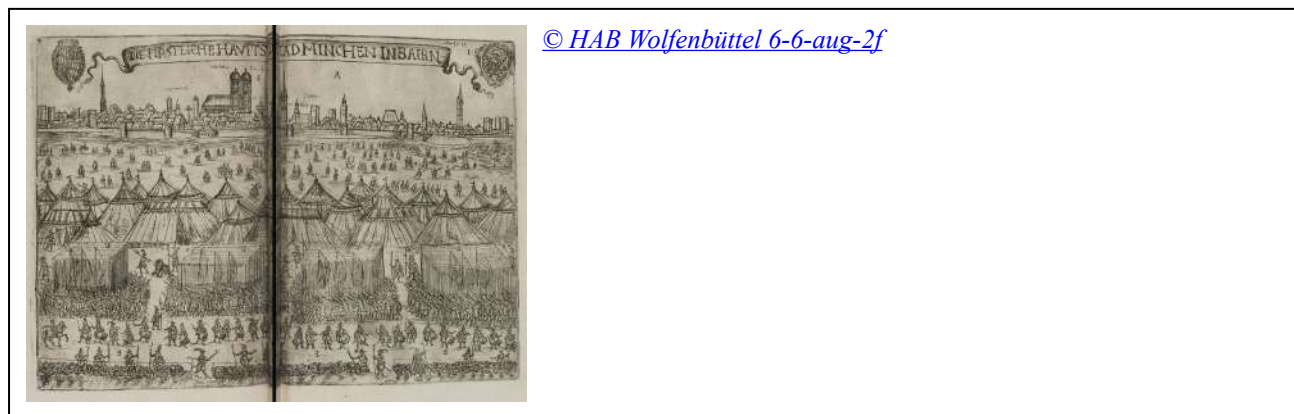 DIE FIRSTLICHE HAVPTSTAD MINCHEN IN BAIRN
A
© HAB Wolfenbüttel 6-6-aug-2f